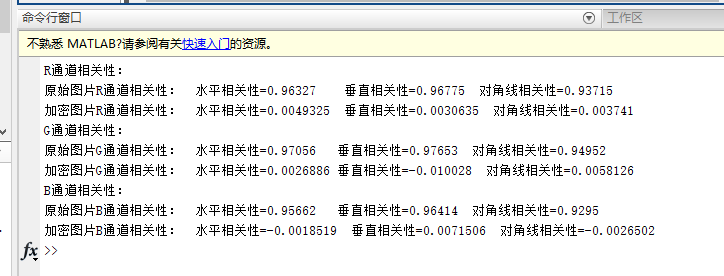 命令行窗口
工作区
不熟悉 MATLAB?请参阅有关快速入门的资源。
R通道相关性:
原始图片R通道相关性: 水平相关性=0.96327 垂直相关性=0.96775 对角线相关性=0.93715
加密图片R通道相关性: 水平相关性=0.0049325 垂直相关性=0.0030635 对角线相关性=0.003741
G通道相关性:
原始图片G通道相关性: 水平相关性=0.97056 垂直相关性=0.97653 对角线相关性=0.94952
加密图片G通道相关性: 水平相关性=0.0026886 垂直相关性=-0.010028 对角线相关性=0.0058126
B通道相关性:
原始图片B通道相关性: 水平相关性=0.95662 垂直相关性=0.96414 对角线相关性=0.9295
加密图片B通道相关性: 水平相关性=-0.0018519 垂直相关性=0.0071506 对角线相关性=-0.0026502
fx >>